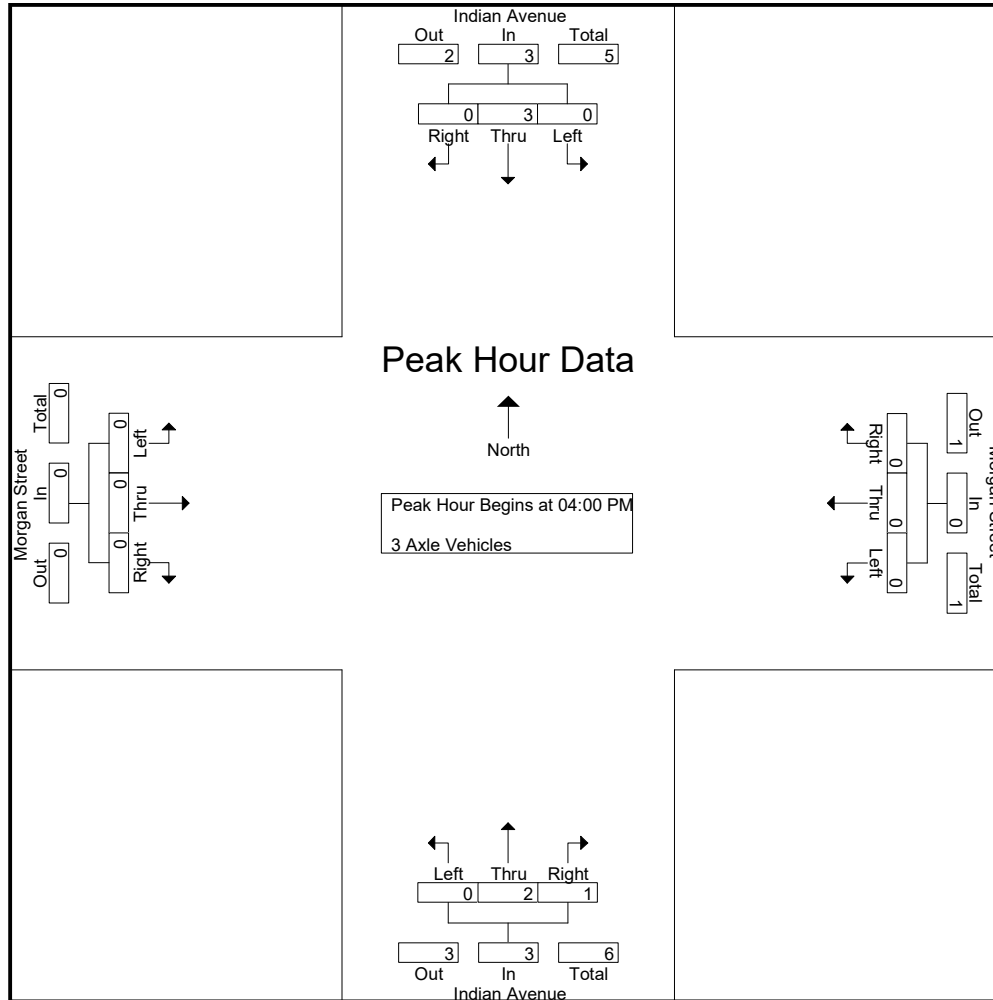 Indian Avenue
Out In Total
2 3 5
0 3 0
Right Thru Left
Peak Hour Data
North
Peak Hour Begins at 04:00 PM
3 Axle Vehicles
Morgan Street
Total In Out
0 0 0
0 0 0
Left Thru Right
Right Thru Left
0 0 0
Out In Total
1 0 1
Left Thru Right
0 2 1
3 3 6
Out In Total
Indian Avenue